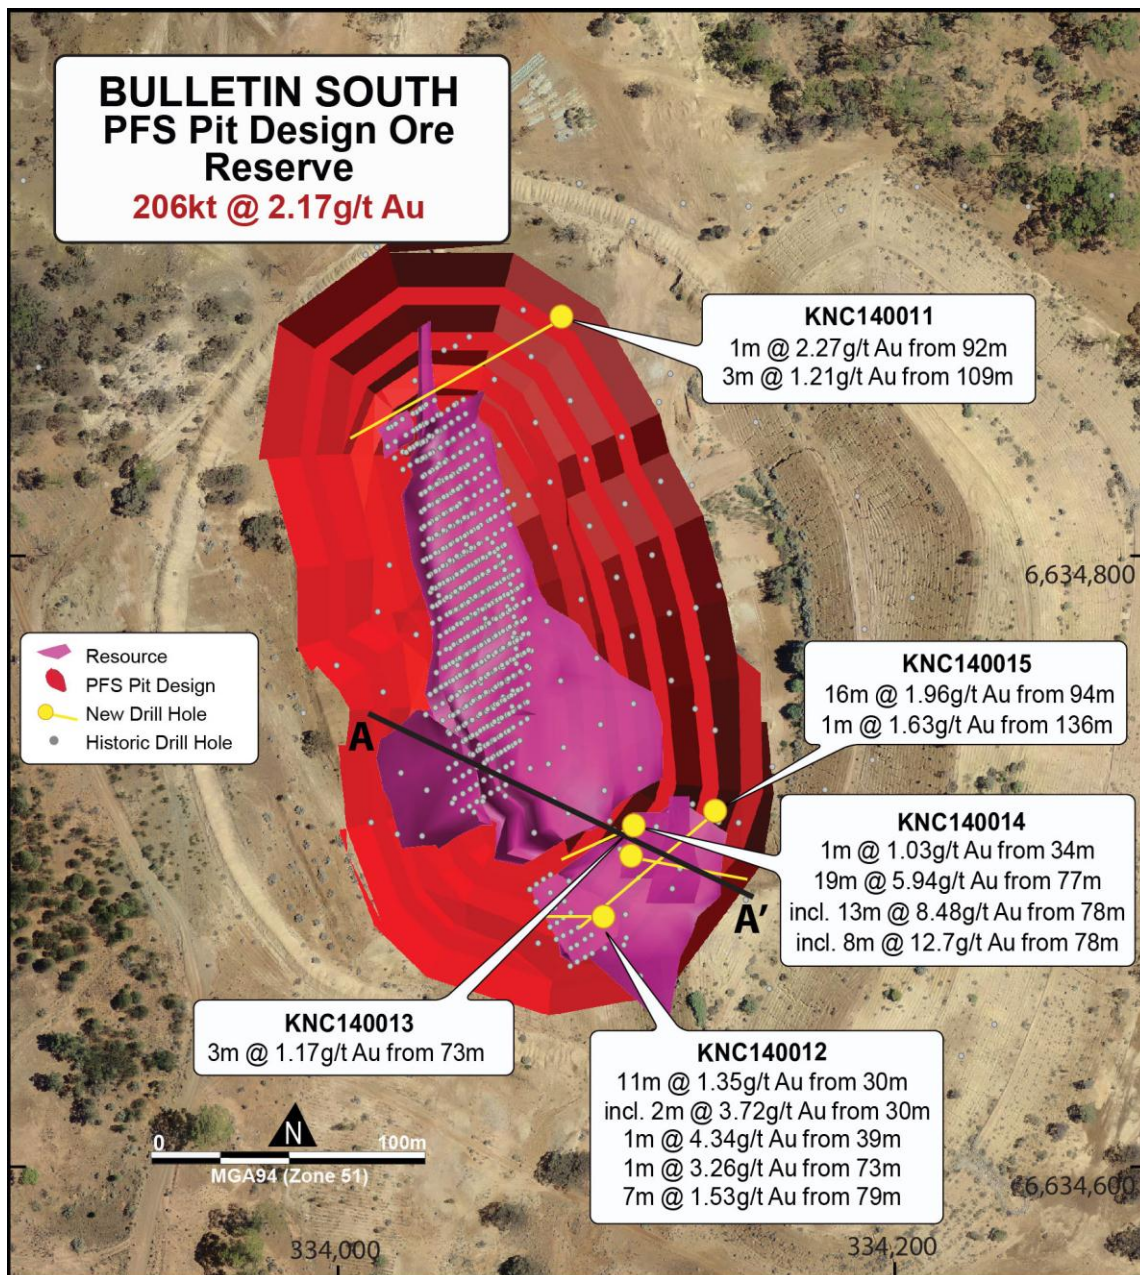 BULLETIN SOUTH
PFS Pit Design Ore
Reserve
206kt @ 2.17g/t Au
KNC140011
1m @ 2.27g/t Au from 92m
3m @ 1.21g/t Au from 109m
6,634,800
Resource
PFS Pit Design
New Drill Hole
Historic Drill Hole
KNC140015
16m @ 1.96g/t Au from 94m
1m @ 1.63g/t Au from 136m
A
KNC140014
1m @ 1.03g/t Au from 34m
19m @ 5.94g/t Au from 77m
incl. 13m @ 8.48g/t Au from 78m
incl. 8m @ 12.7g/t Au from 78m
A'
KNC140013
3m @ 1.17g/t Au from 73m
KNC140012
11m @ 1.35g/t Au from 30m
incl. 2m @ 3.72g/t Au from 30m
1m @ 4.34g/t Au from 39m
1m @ 3.26g/t Au from 73m
7m @ 1.53g/t Au from 79m
0 N 100m
MGA94 (Zone 51)
6,634,600
334,000
334,200